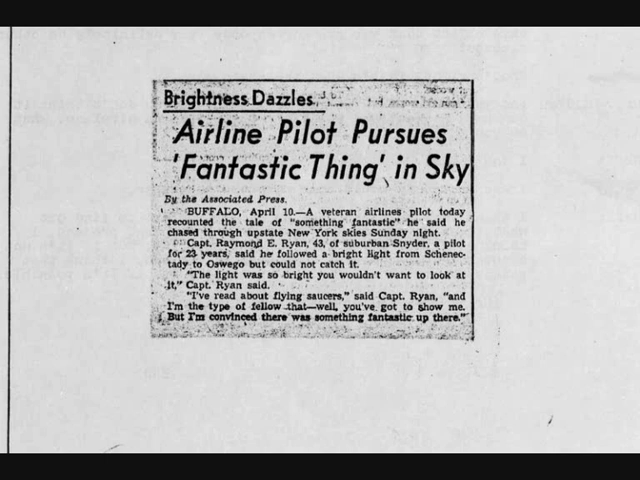 Brightness Dazzles
Airline Pilot Pursues
'Fantastic Thing' in Sky
By the Associated Press.
BUFFALO, April 10.—A veteran airlines pilot today
recounted the tale of "something fantastic" he said he
chased through upstate New York skies Sunday night.
Capt. Raymond E. Ryan, 43, of suburban Snyder, a pilot
for 23 years, said he followed a bright light from Schenec-
tady to Oswego but could not catch it.
"The light was so bright you wouldn't want to look at
it," Capt. Ryan said.
"I've read about flying saucers," said Capt. Ryan, "and
I'm the type of fellow that—well, you've got to show me.
But I'm convinced there was something fantastic up there."